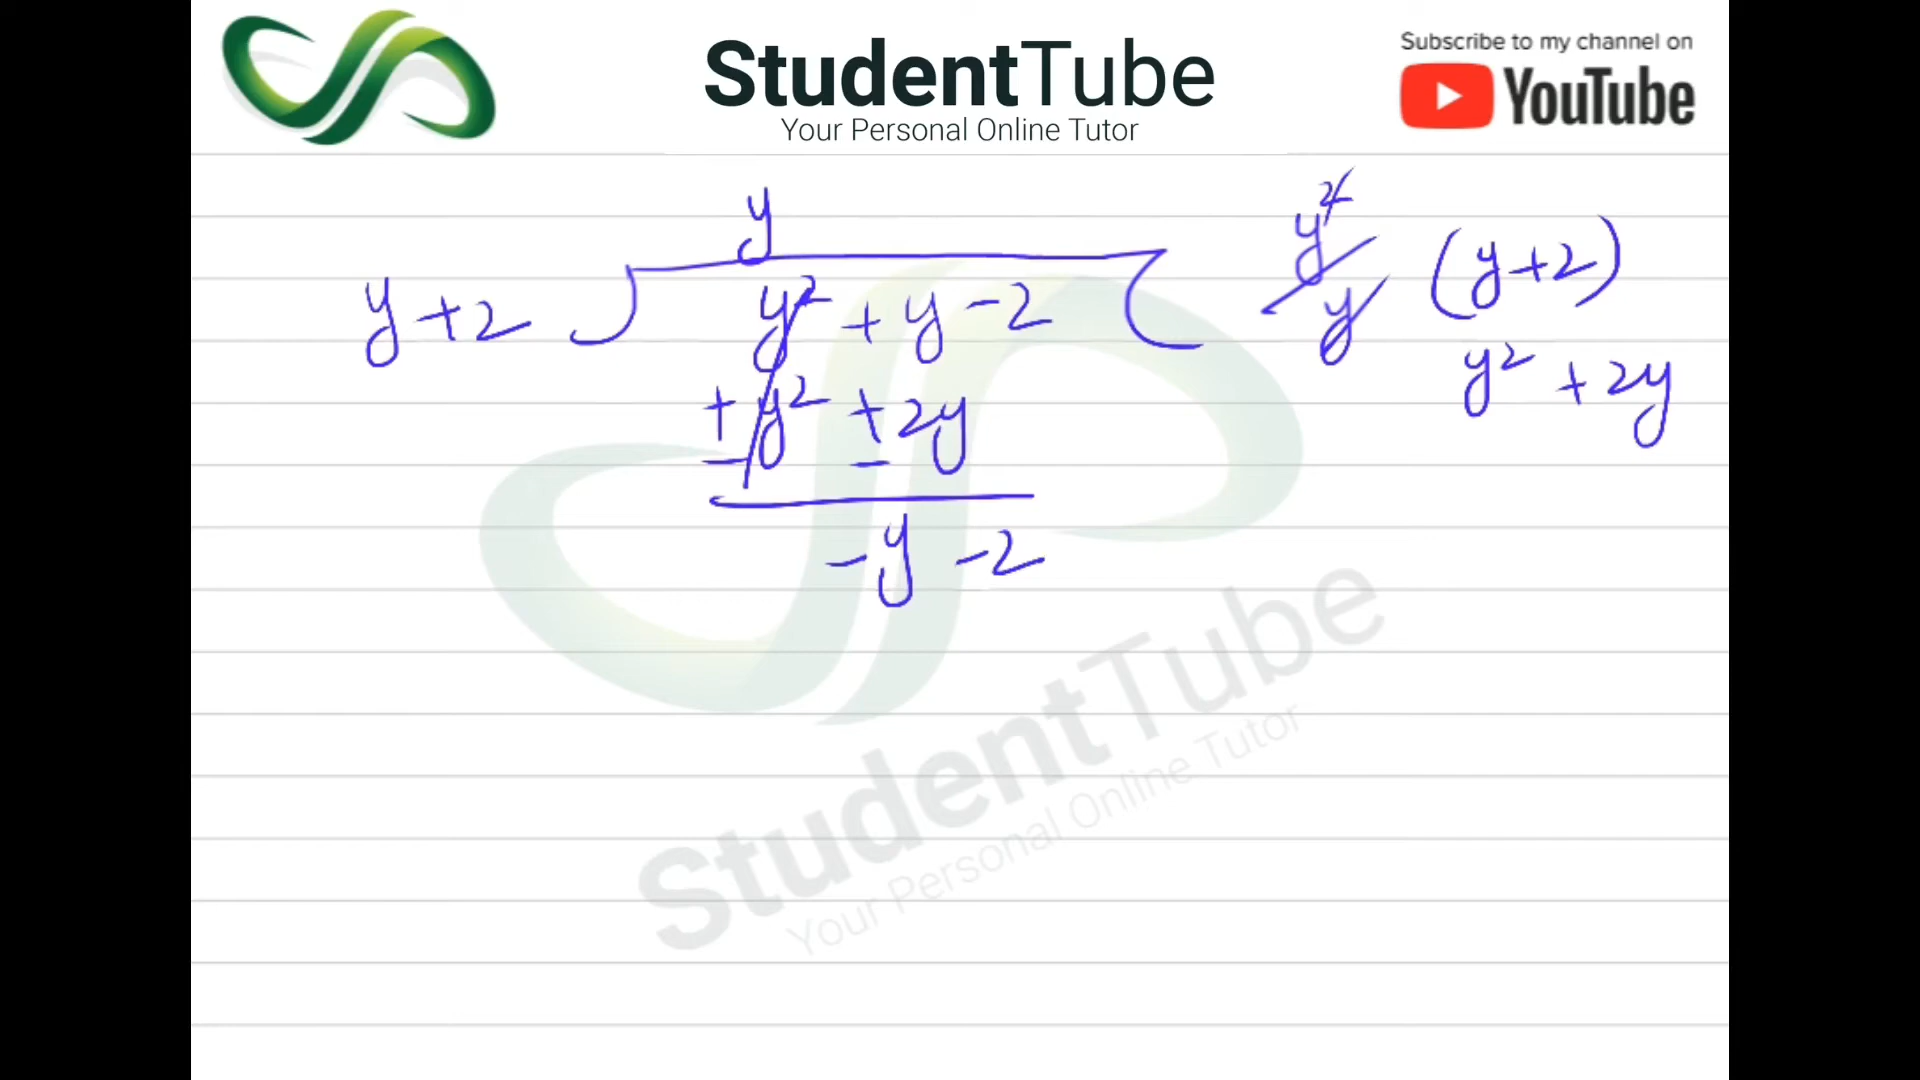 StudentTube
Your Personal Online Tutor
Subscribe to my channel on
YouTube
y
y+2 y²+y-2
y²
y
(y+2)
y²+2y
+y²+2y
- -
-y-2
StudentTube
Your Personal Online Tutor